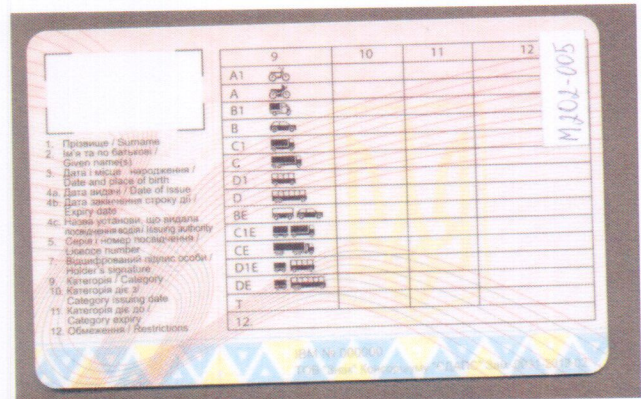 1. Прізвище / Surname
2. Ім'я та по батькові /
Given name(s)
3. Дата і місце народження /
Date and place of birth
4a. Дата видачі / Date of issue
4b. Дата закінчення строку дії /
Expiry date
4c. Назва установи, що видала
посвідчення водія / Issuing authority
5. Серія і номер посвідчення /
Licence number
7. Відцифрований підпис особи /
Holder's signature
9. Категорія / Category
10. Категорія діє з/
Category issuing date
11. Категорія діє до /
Category expiry
12. Обмеження / Restrictions
9 10 11 12
A1
A
B1
B
C1
C
D1
D
BE
C1E
CE
D1E
DE
T
12.
M202-005